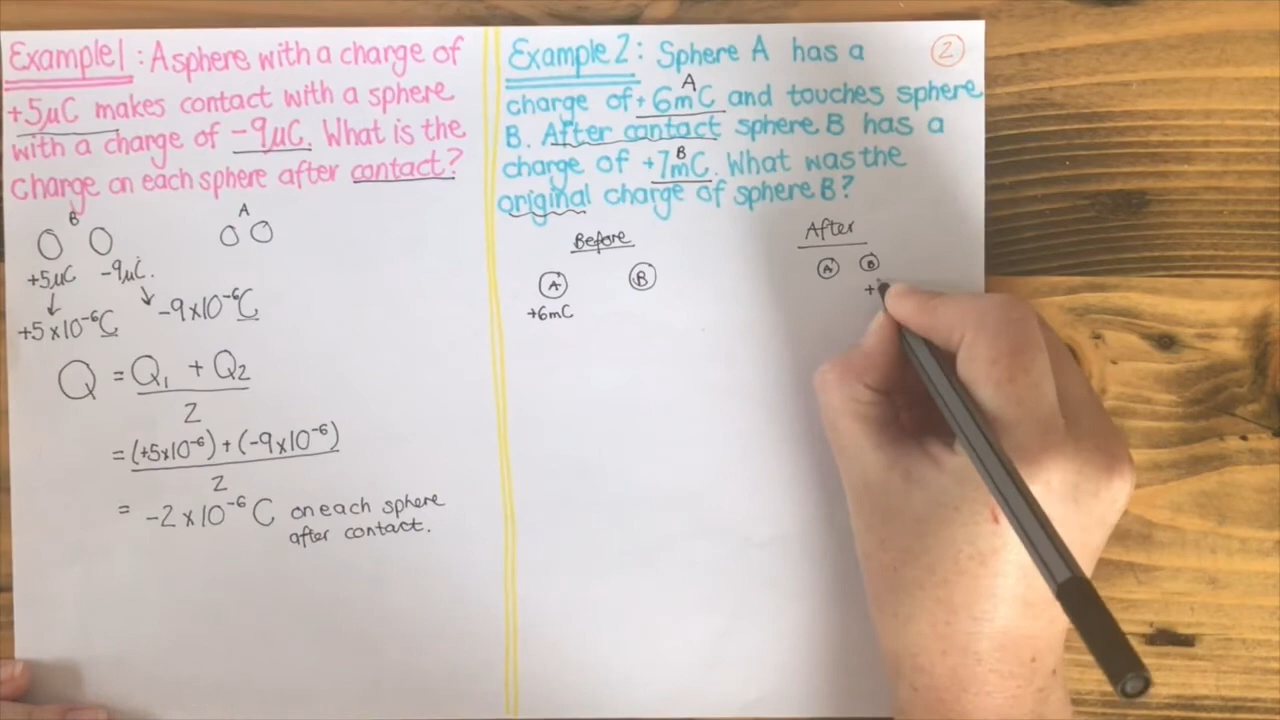 Example 1: A sphere with a charge of
+5μC makes contact with a sphere
with a charge of -9μC. What is the
charge on each sphere after contact?
B A
+5μC -9μC.
+5x10⁻⁶C -9x10⁻⁶C
Q = Q₁ + Q₂
2
= (+5x10⁻⁶) + (-9x10⁻⁶)
2
= -2x10⁻⁶C on each sphere
after contact.
Example 2: Sphere A has a
2
A
charge of +6mC and touches sphere
B. After contact sphere B has a
B
charge of +7mC. What was the
original charge of sphere B?
Before After
A B A B
+6mC +